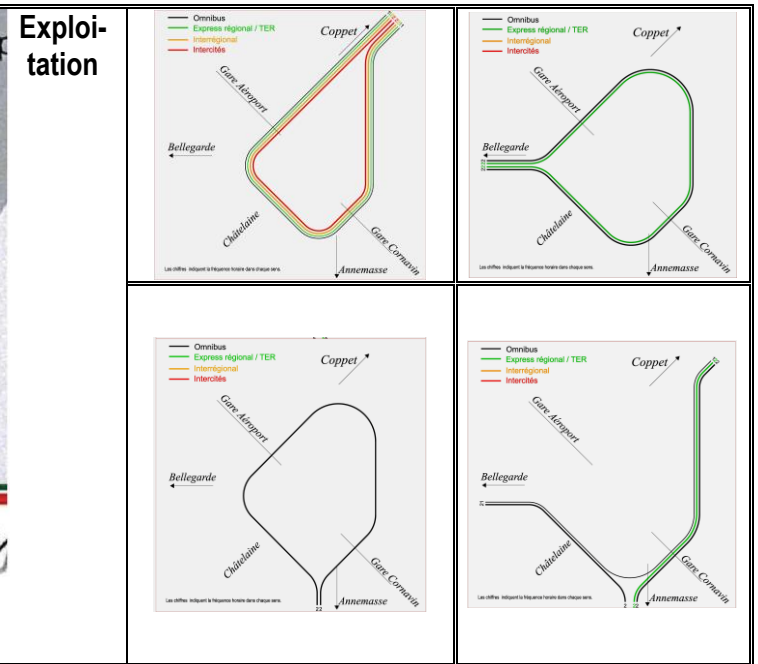 Exploi-
tation
Omnibus
Express régional / TER
Interrégional
Intercités
Coppet
Gare Aéroport
Bellegarde
Châtelaine
Gare Cornavin
Annemasse
Les chiffres indiquent la fréquence horaire dans chaque sens.
Omnibus
Express régional / TER
Interrégional
Intercités
Coppet
Gare Aéroport
Bellegarde
Châtelaine
Gare Cornavin
Annemasse
Les chiffres indiquent la fréquence horaire dans chaque sens.
Omnibus
Express régional / TER
Interrégional
Intercités
Coppet
Gare Aéroport
Bellegarde
Châtelaine
Gare Cornavin
22
Annemasse
Les chiffres indiquent la fréquence horaire dans chaque sens.
Omnibus
Express régional / TER
Interrégional
Intercités
Coppet
Gare Aéroport
Bellegarde
Châtelaine
Gare Cornavin
2
22
Annemasse
Les chiffres indiquent la fréquence horaire dans chaque sens.